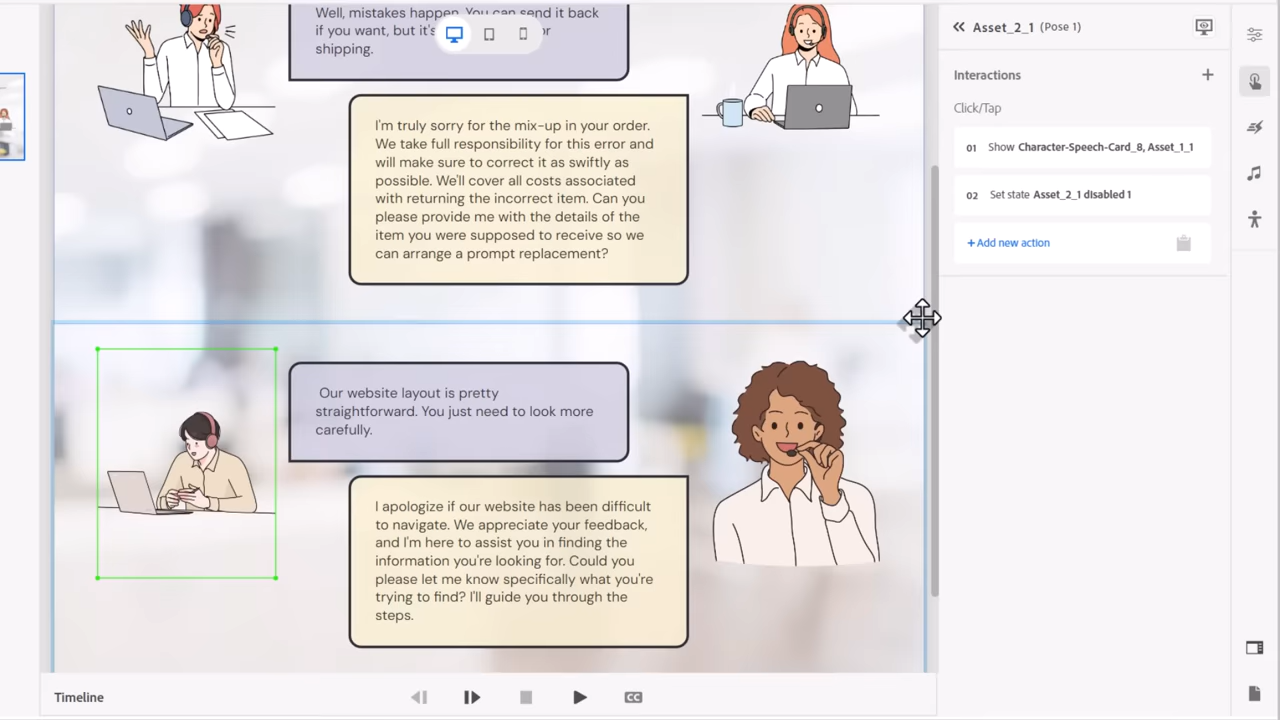 Well, mistakes happen. You can send it back
if you want, but it's or
shipping.
I'm truly sorry for the mix-up in your order.
We take full responsibility for this error and
will make sure to correct it as swiftly as
possible. We'll cover all costs associated
with returning the incorrect item. Can you
please provide me with the details of the
item you were supposed to receive so we
can arrange a prompt replacement?
Our website layout is pretty
straightforward. You just need to look more
carefully.
I apologize if our website has been difficult
to navigate. We appreciate your feedback,
and I'm here to assist you in finding the
information you're looking for. Could you
please let me know specifically what you're
trying to find? I'll guide you through the
steps.
Timeline
CC
Asset_2_1 (Pose 1)
Interactions
Click/Tap
01 Show Character-Speech-Card_8, Asset_1_1
02 Set state Asset_2_1 disabled 1
+ Add new action